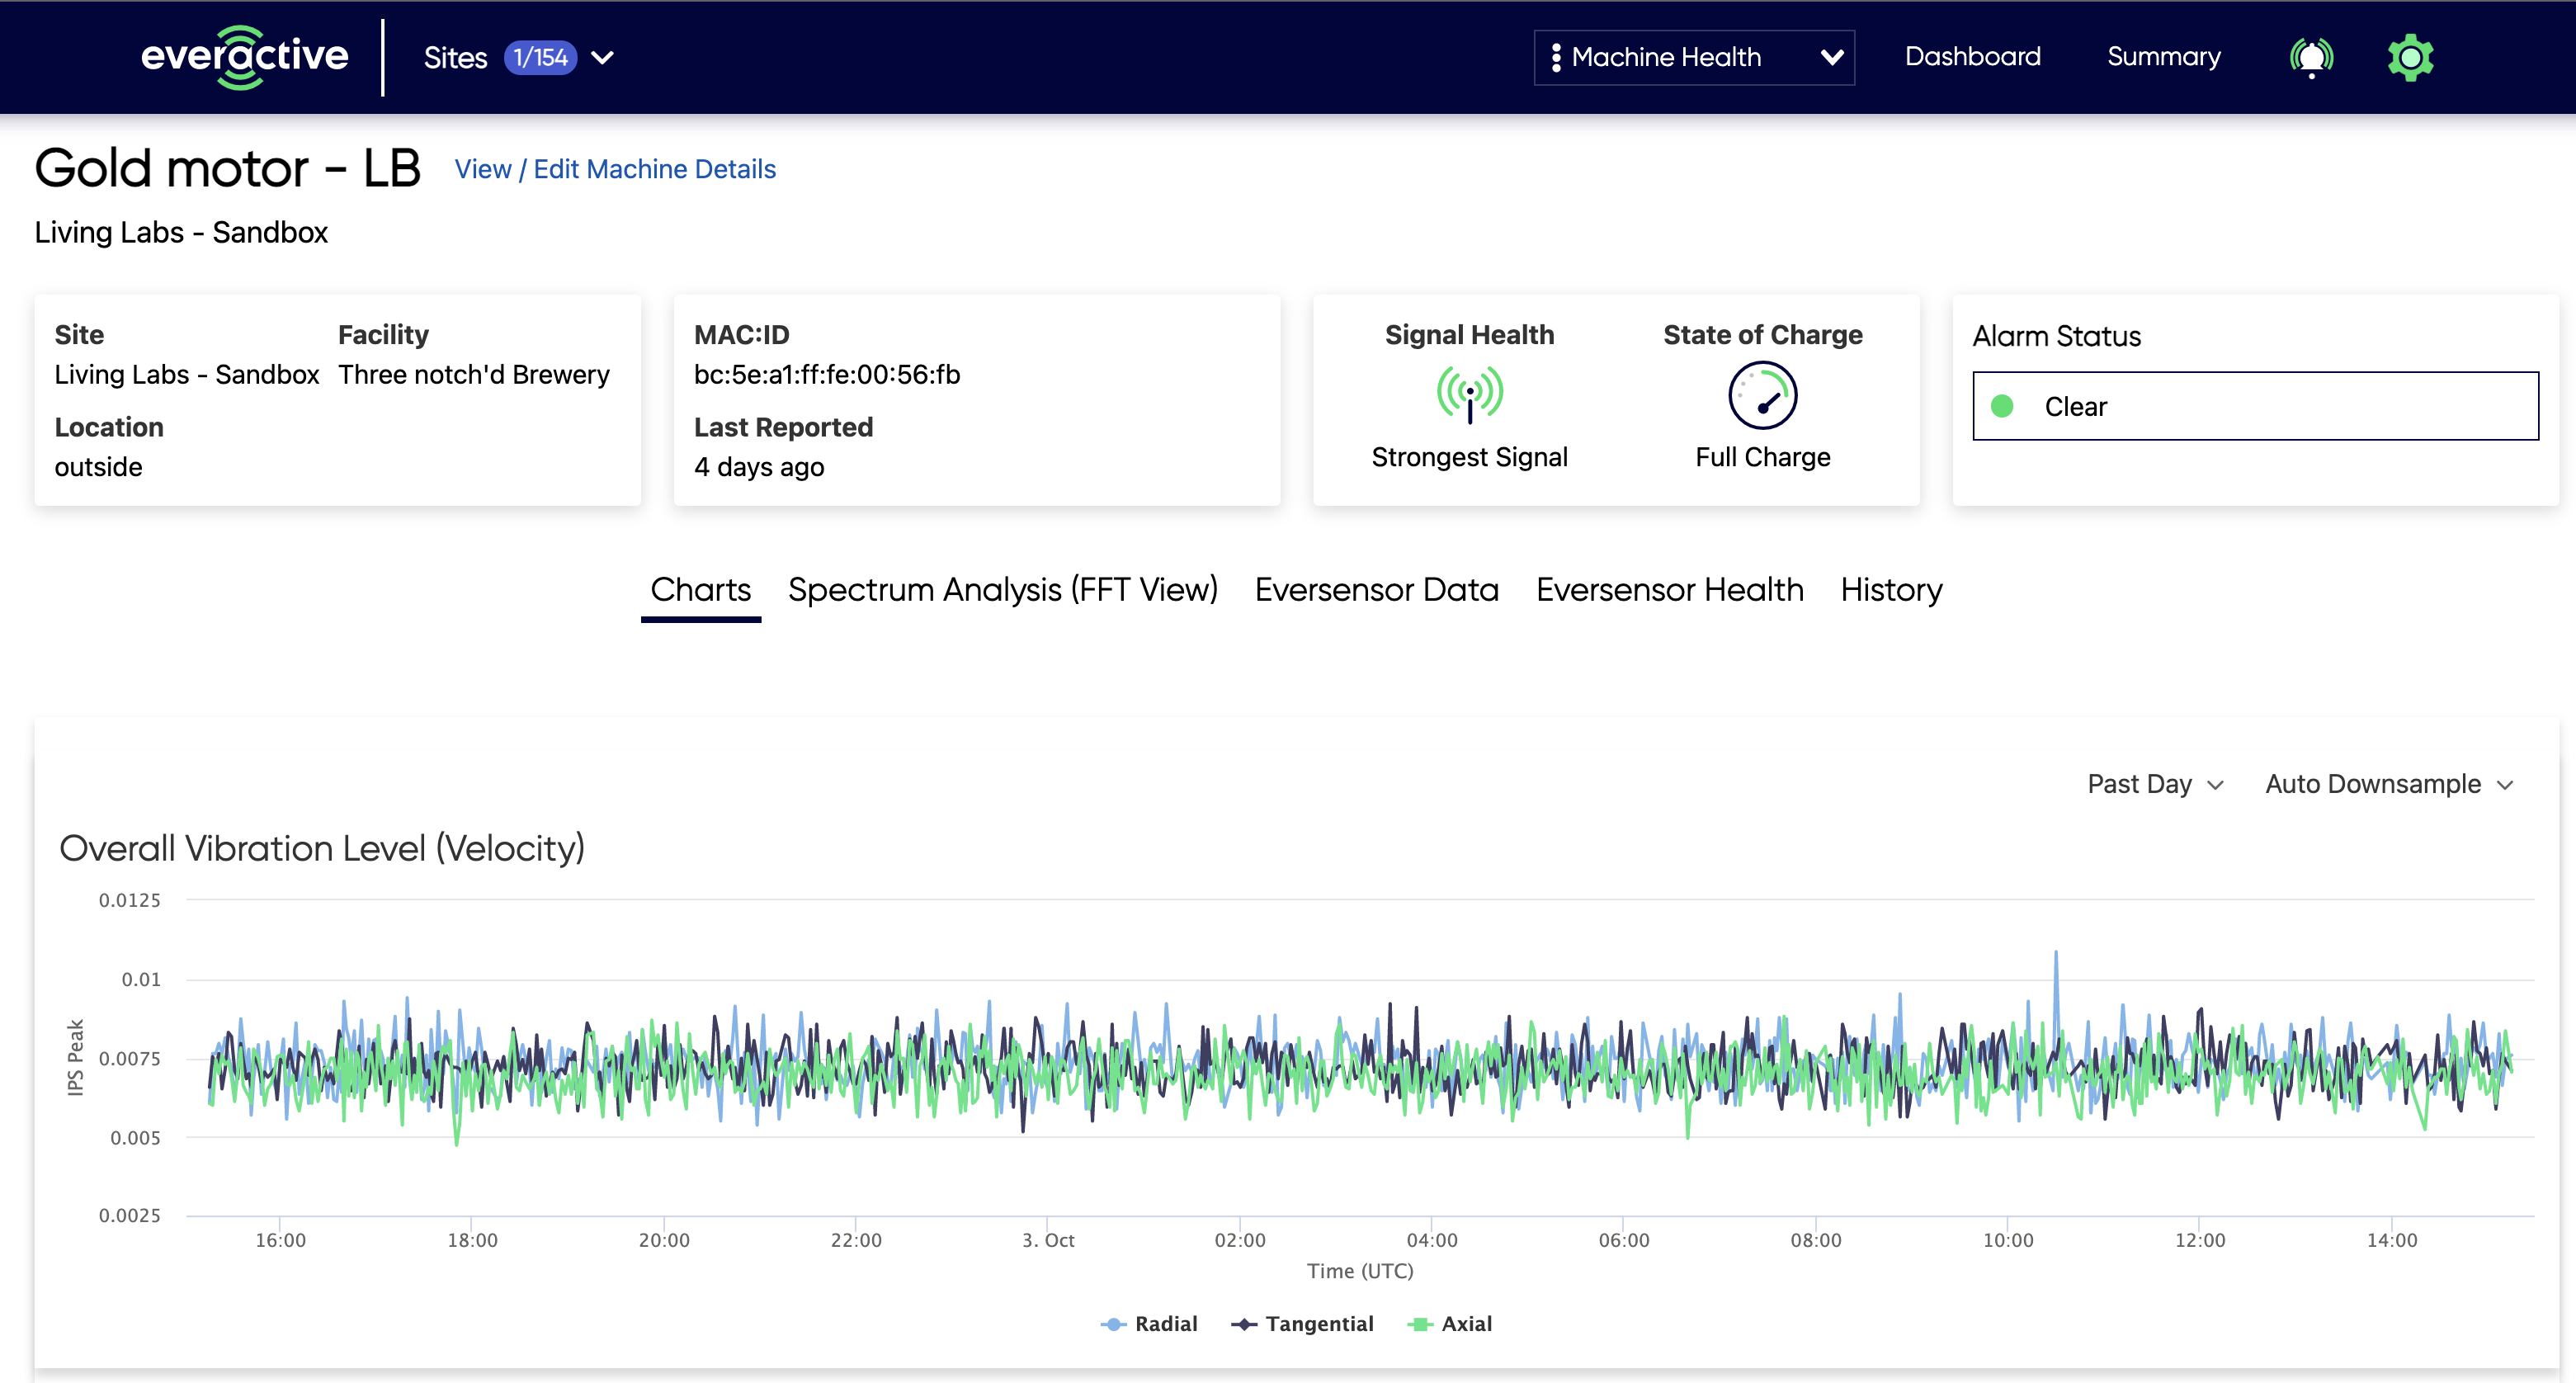 everactive
Sites 1/154
Machine Health
Dashboard
Summary
Gold motor - LB View / Edit Machine Details
Living Labs - Sandbox
Site Facility
Living Labs - Sandbox Three notch'd Brewery
Location
outside
MAC:ID
bc:5e:a1:ff:fe:00:56:fb
Last Reported
4 days ago
Signal Health State of Charge
Strongest Signal Full Charge
Alarm Status
Clear
Charts Spectrum Analysis (FFT View) Eversensor Data Eversensor Health History
Past Day Auto Downsample
Overall Vibration Level (Velocity)
0.0125
0.01
0.0075
0.005
0.0025
IPS Peak
16:00 18:00 20:00 22:00 3. Oct 02:00 04:00 06:00 08:00 10:00 12:00 14:00
Time (UTC)
Radial Tangential Axial